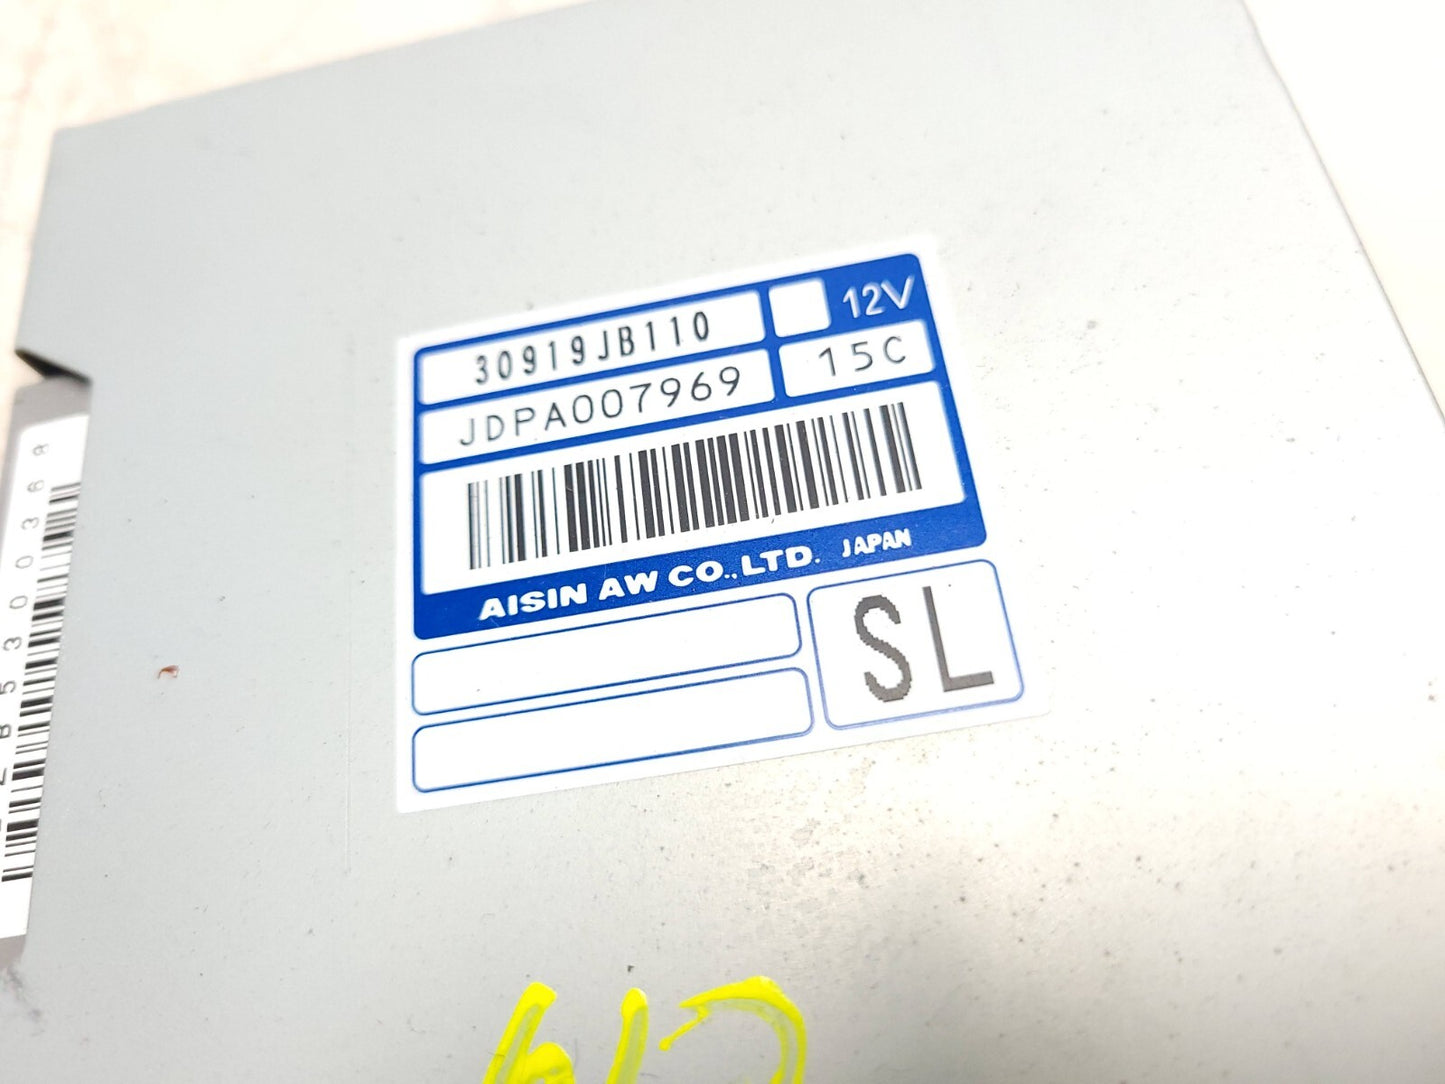 30919JB110
12V
JDPA007969
15C
AISIN AW CO.,LTD. JAPAN
SL